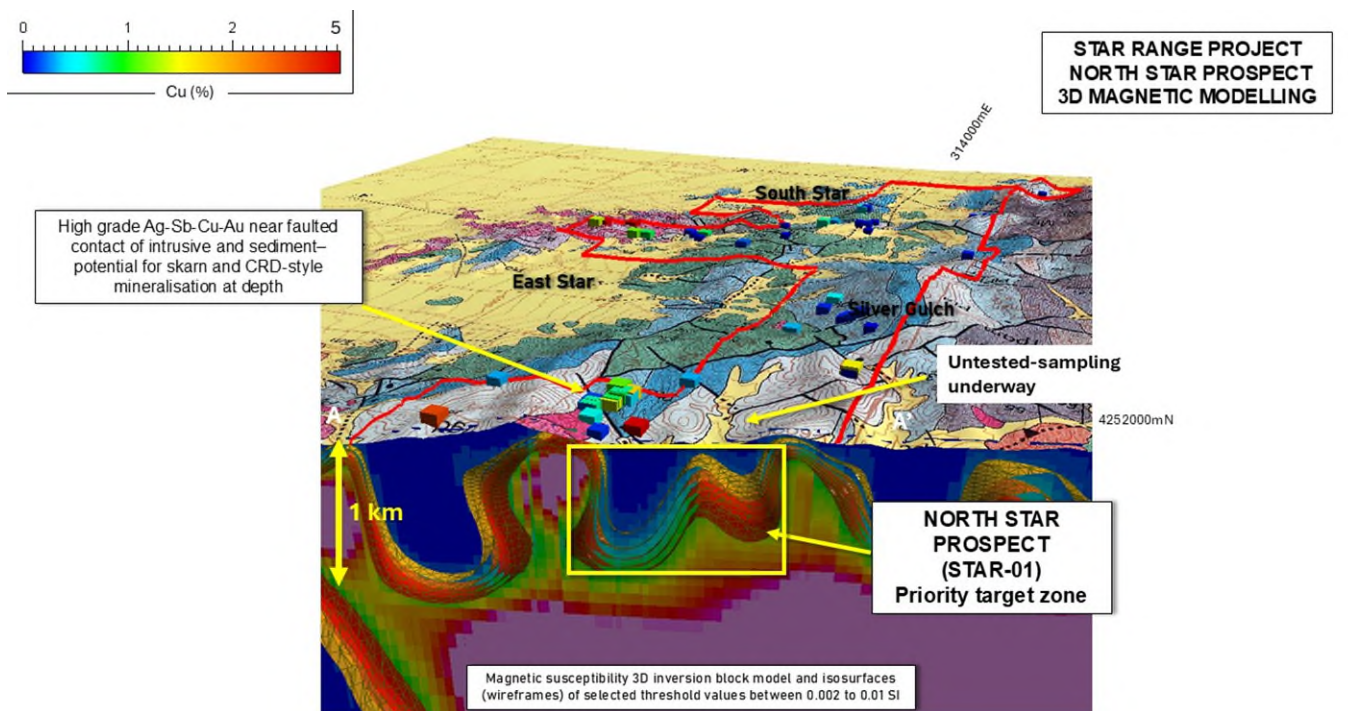 0 1 2 5
Cu (%)
STAR RANGE PROJECT
NORTH STAR PROSPECT
3D MAGNETIC MODELLING
314000mE
South Star
High grade Ag-Sb-Cu-Au near faulted
contact of intrusive and sediment–
potential for skarn and CRD-style
mineralisation at depth
East Star
Silver Gulch
Untested-sampling
underway
A
A'
4252000mN
1 km
NORTH STAR
PROSPECT
(STAR-01)
Priority target zone
Magnetic susceptibility 3D inversion block model and isosurfaces
(wireframes) of selected threshold values between 0.002 to 0.01 SI